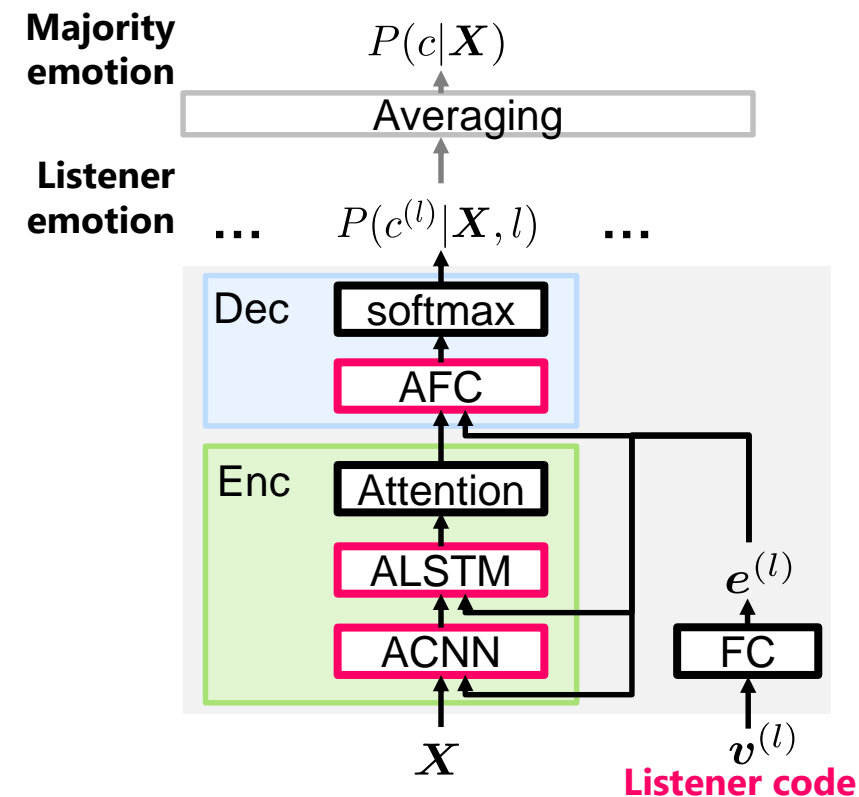 Majority
emotion
P(c|X)
Averaging
Listener
emotion
... P(c^(l)|X, l) ...
Dec
softmax
AFC
Enc
Attention
ALSTM
ACNN
e^(l)
FC
X
v^(l)
Listener code